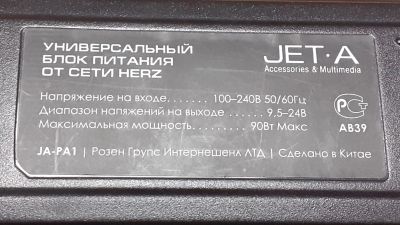 УНИВЕРСАЛЬНЫЙ
БЛОК ПИТАНИЯ
ОТ СЕТИ HERZ
JET·A
Accessories & Multimedia
Напряжение на входе....... 100–240В 50/60Гц
Диапазон напряжений на выходе....... 9,5–24В
Максимальная мощность......... 90Вт Макс
АВ39
JA-PA1 | Розен Групс Интернешенл ЛТД | Сделано в Китае